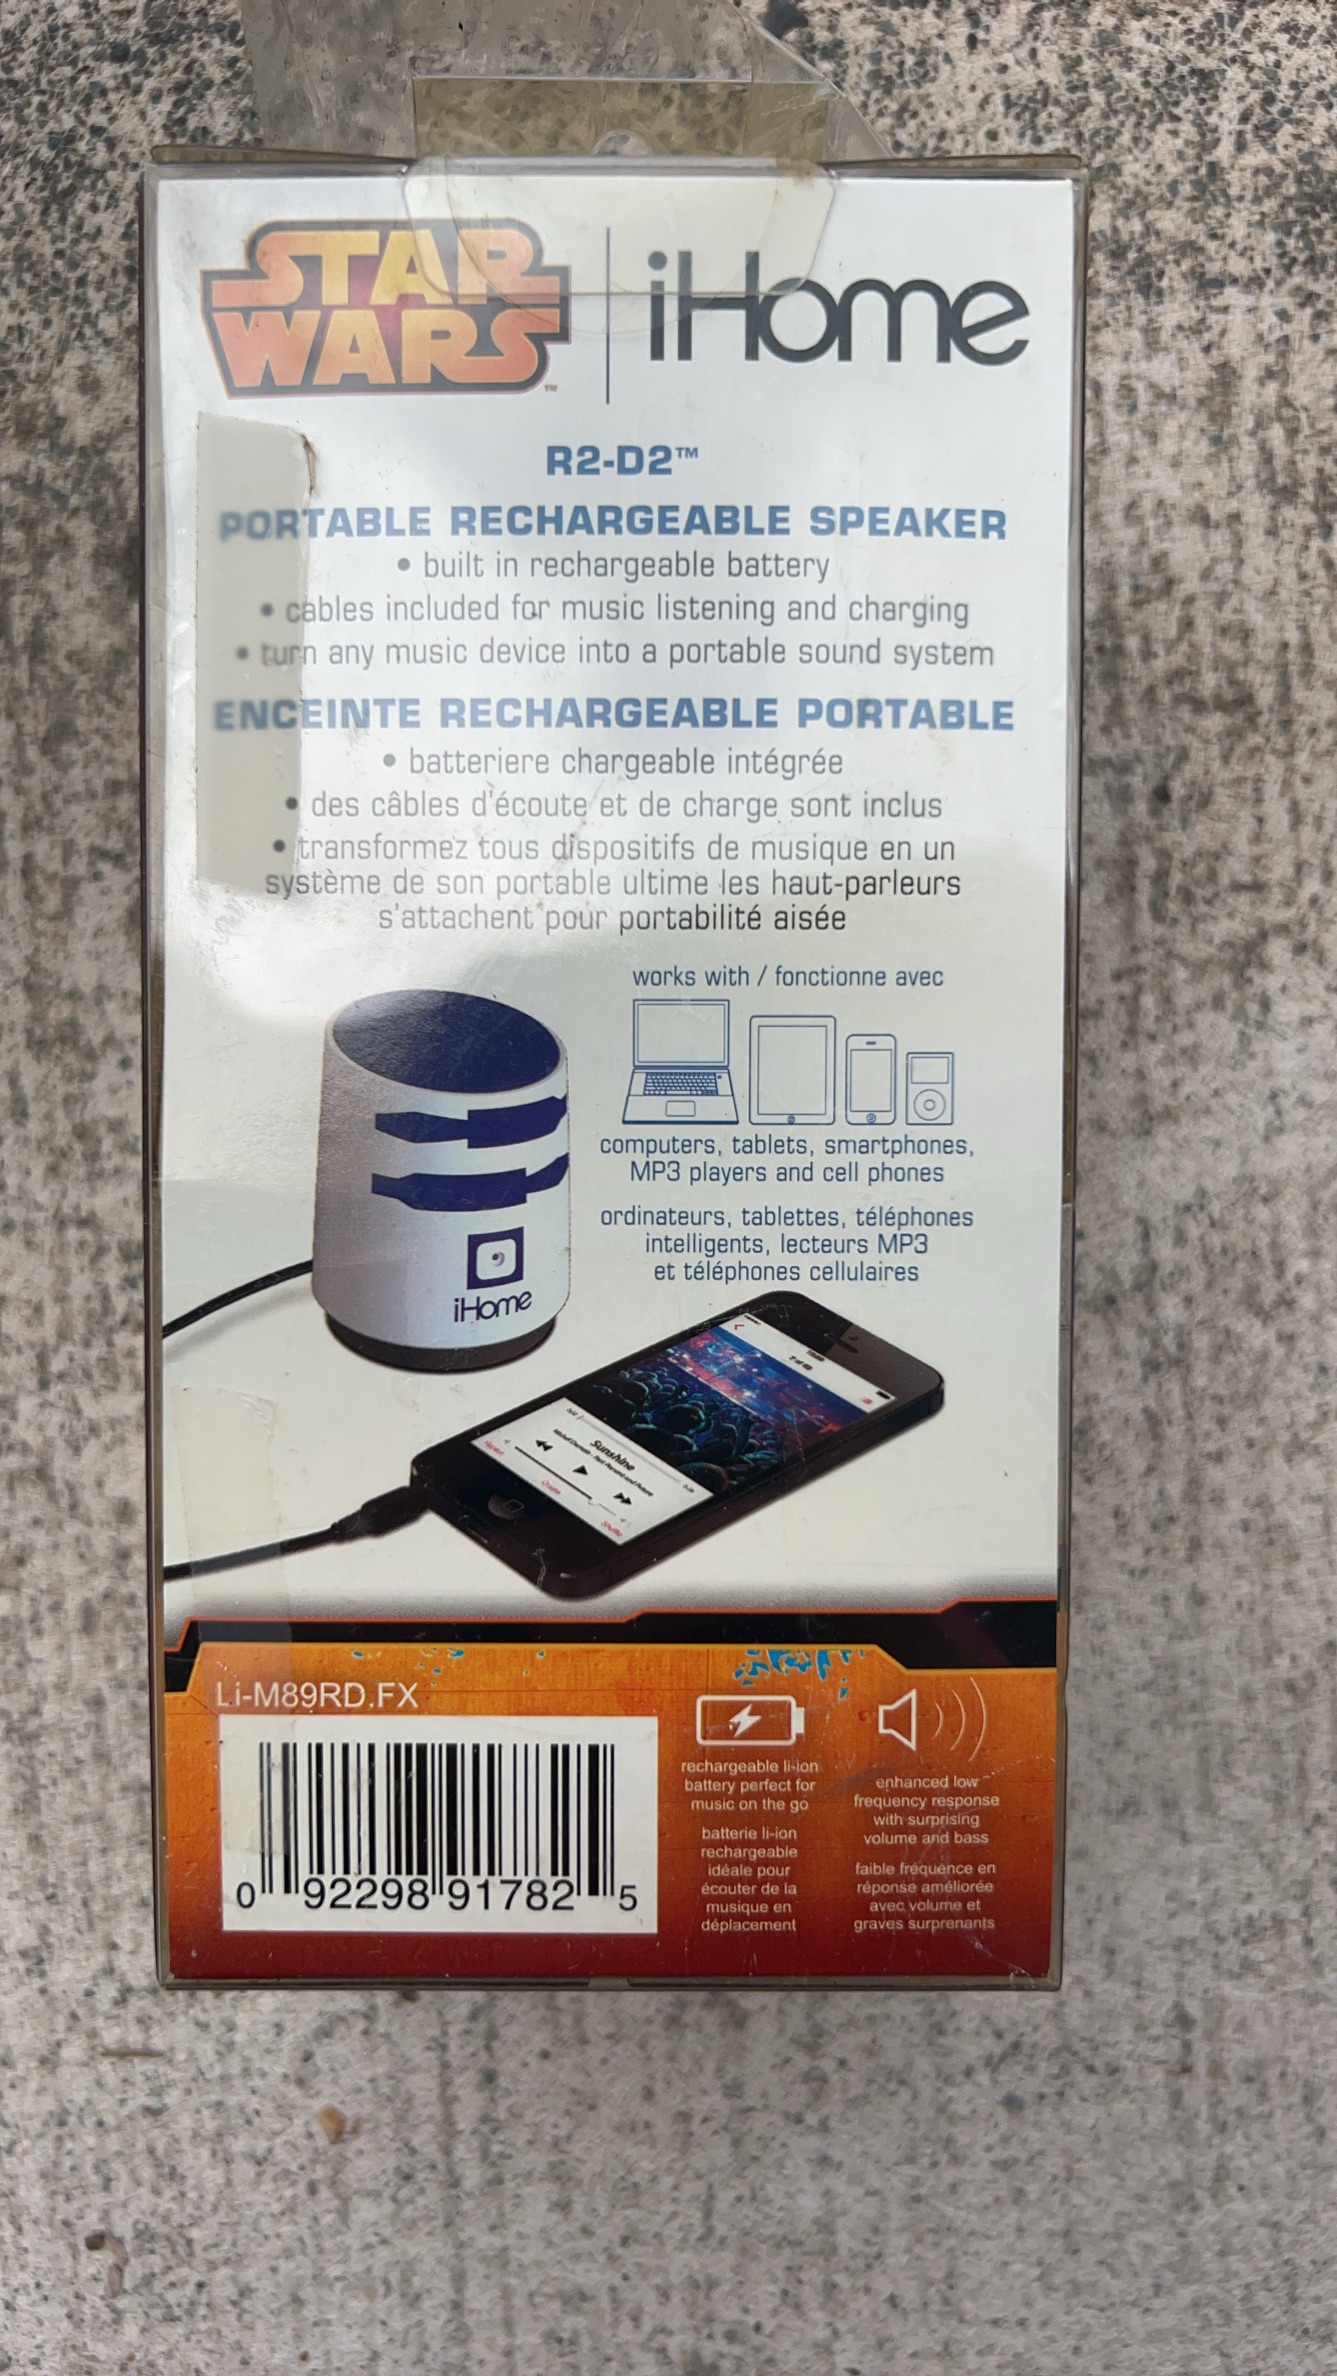 STAR
WARS
™
iHome
R2-D2™
PORTABLE RECHARGEABLE SPEAKER
• built in rechargeable battery
• cables included for music listening and charging
• turn any music device into a portable sound system
ENCEINTE RECHARGEABLE PORTABLE
• batteriere chargeable intégrée
• des câbles d'écoute et de charge sont inclus
• transformez tous dispositifs de musique en un
système de son portable ultime les haut-parleurs
s'attachent pour portabilité aisée
works with / fonctionne avec
computers, tablets, smartphones,
MP3 players and cell phones
ordinateurs, tablettes, téléphones
intelligents, lecteurs MP3
et téléphones cellulaires
iHome
Sunshine
Li-M89RD.FX
0 92298 91782 5
rechargeable li-ion
battery perfect for
music on the go
batterie li-ion
rechargeable
idéale pour
écouter de la
musique en
déplacement
enhanced low
frequency response
with surprising
volume and bass
faible fréquence en
réponse améliorée
avec volume et
graves surprenants